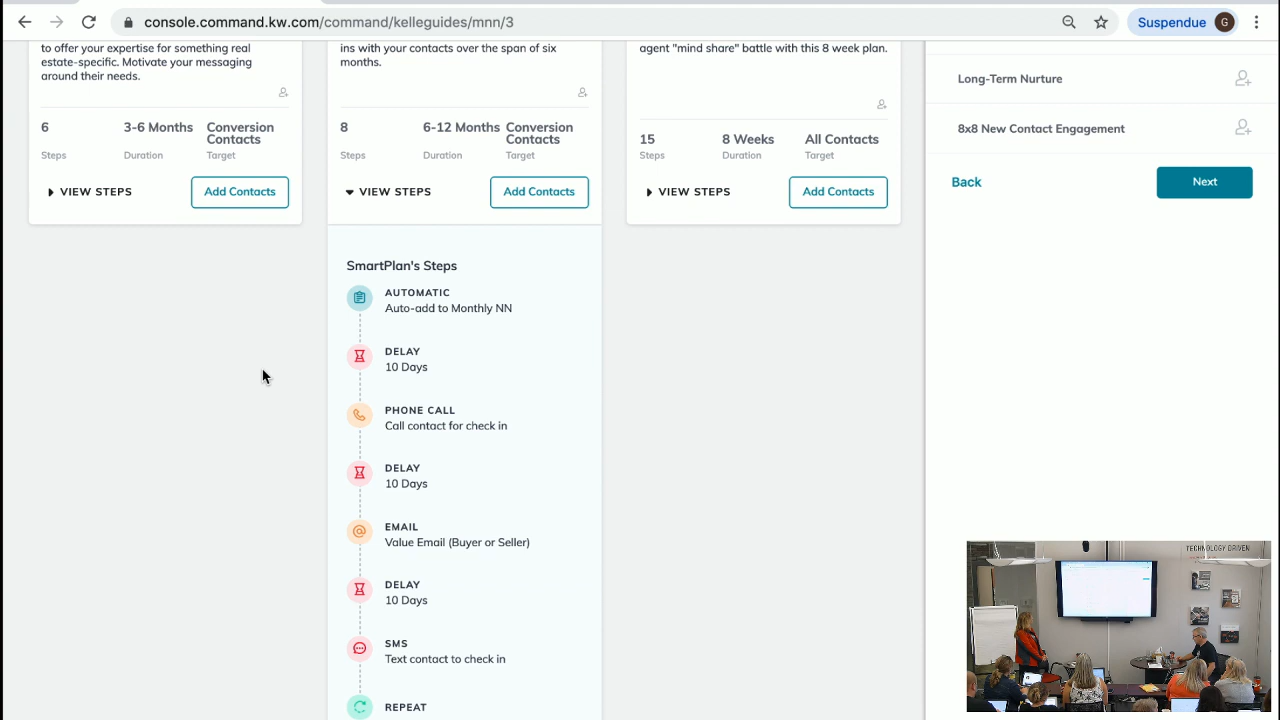 console.command.kw.com/command/kelleguides/mnn/3
Suspendue
G
to offer your expertise for something real
estate-specific. Motivate your messaging
around their needs.
6
Steps
3-6 Months
Duration
Conversion
Contacts
Target
VIEW STEPS
Add Contacts
ins with your contacts over the span of six
months.
8
Steps
6-12 Months
Duration
Conversion
Contacts
Target
VIEW STEPS
Add Contacts
SmartPlan's Steps
AUTOMATIC
Auto-add to Monthly NN
DELAY
10 Days
PHONE CALL
Call contact for check in
DELAY
10 Days
EMAIL
Value Email (Buyer or Seller)
DELAY
10 Days
SMS
Text contact to check in
REPEAT
agent "mind share" battle with this 8 week plan.
15
Steps
8 Weeks
Duration
All Contacts
Target
VIEW STEPS
Add Contacts
Long-Term Nurture
8x8 New Contact Engagement
Back
Next
TECHNOLOGY DRIVEN